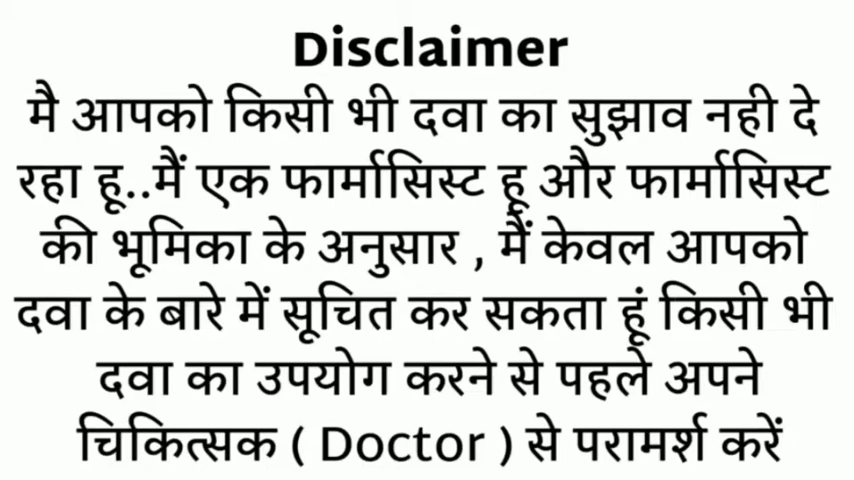 Disclaimer
मै आपको किसी भी दवा का सुझाव नही दे
रहा हू..मैं एक फार्मासिस्ट हू और फार्मासिस्ट
की भूमिका के अनुसार , मैं केवल आपको
दवा के बारे में सूचित कर सकता हूं किसी भी
दवा का उपयोग करने से पहले अपने
चिकित्सक ( Doctor ) से परामर्श करें